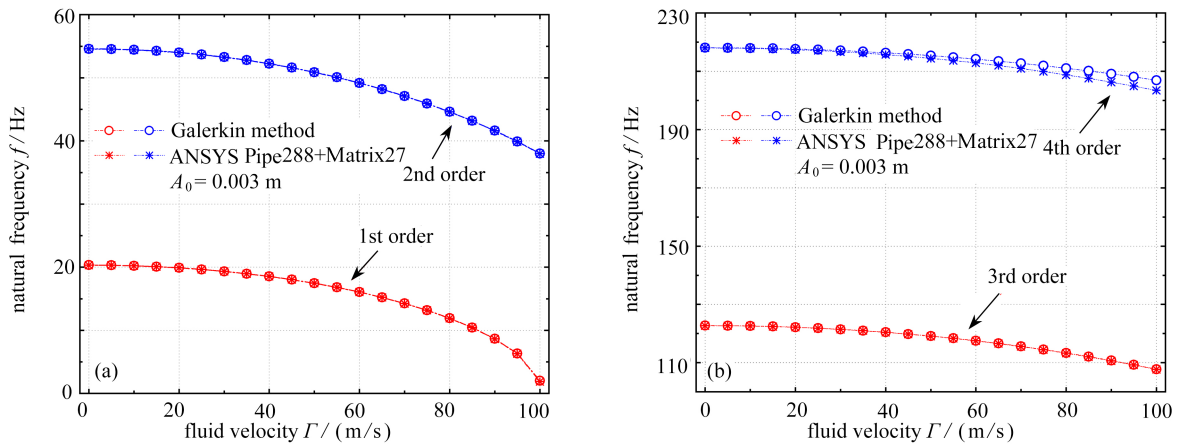 60
40
20
0
natural frequency f / Hz
Galerkin method
ANSYS Pipe288+Matrix27
A0 = 0.003 m
2nd order
1st order
(a)
0 20 40 60 80 100
fluid velocity Γ / (m/s)
230
190
150
110
natural frequency f / Hz
Galerkin method
ANSYS Pipe288+Matrix27
A0 = 0.003 m
4th order
3rd order
(b)
0 20 40 60 80 100
fluid velocity Γ / (m/s)